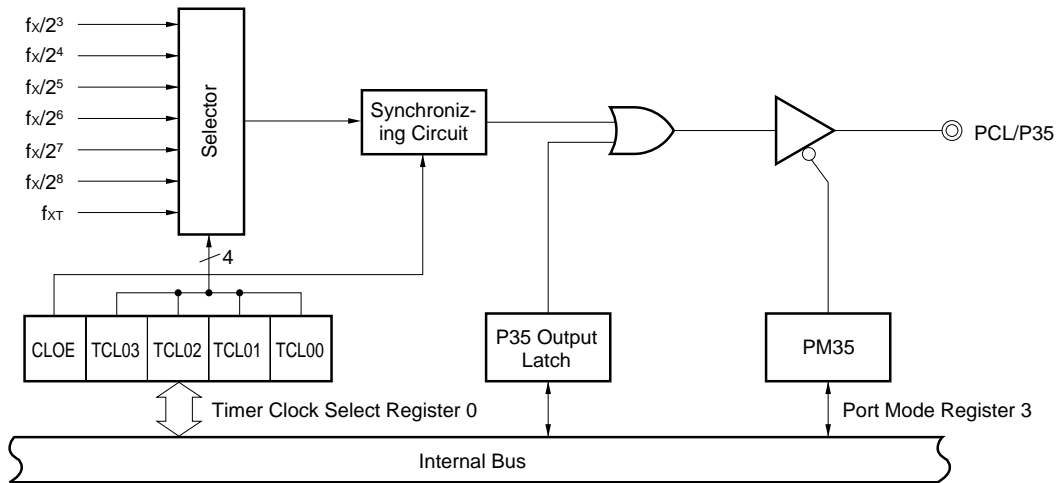 fX/2³
fX/2⁴
fX/2⁵
fX/2⁶
fX/2⁷
fX/2⁸
fXT
Selector
Synchroniz-
ing Circuit
PCL/P35
4
CLOE TCL03 TCL02 TCL01 TCL00
P35 Output
Latch
PM35
Timer Clock Select Register 0
Port Mode Register 3
Internal Bus